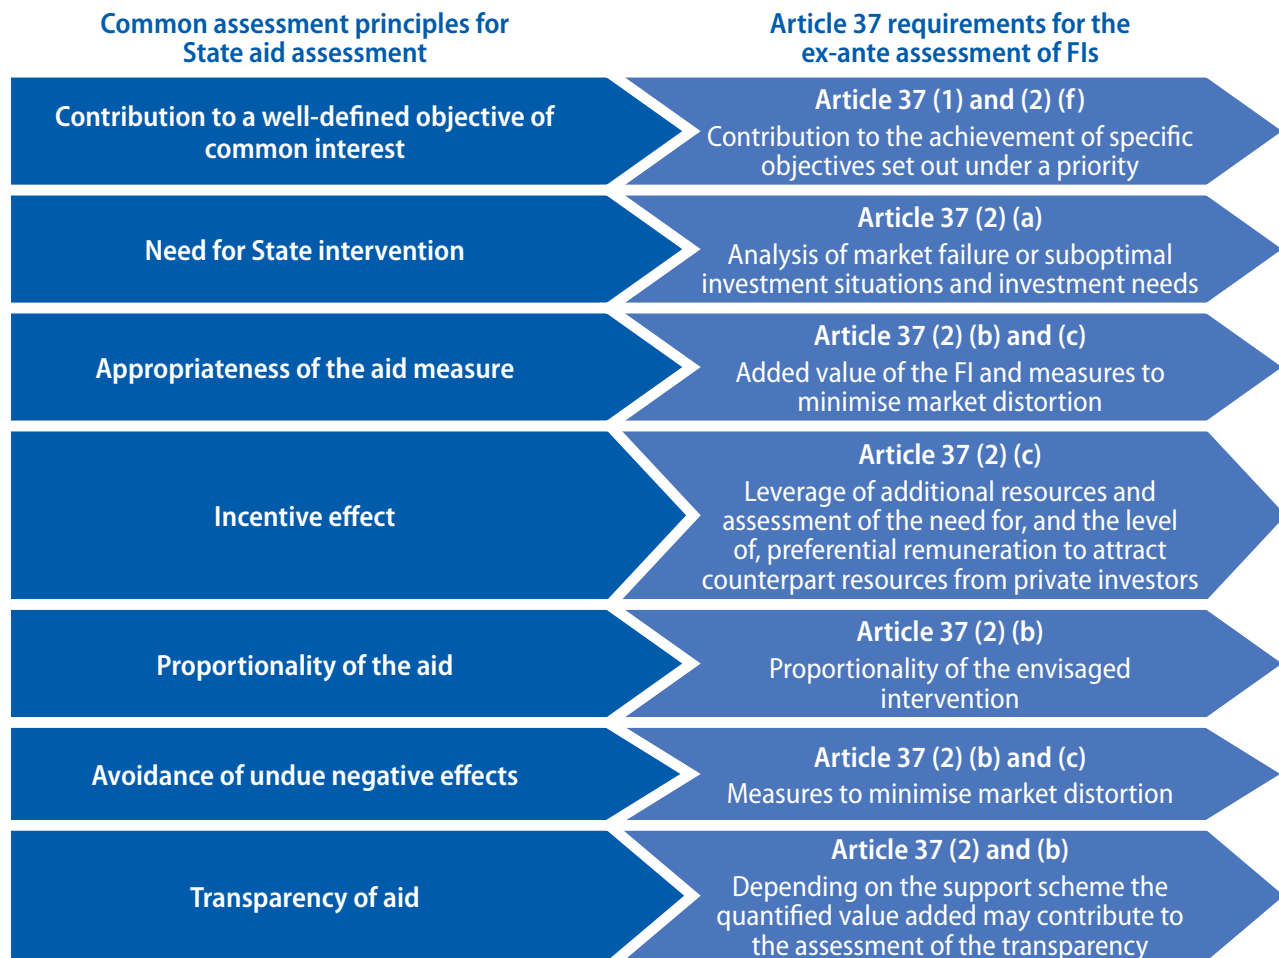 Common assessment principles for
State aid assessment
Article 37 requirements for the
ex-ante assessment of FIs
Contribution to a well-defined objective of
common interest
Article 37 (1) and (2) (f)
Contribution to the achievement of specific
objectives set out under a priority
Need for State intervention
Article 37 (2) (a)
Analysis of market failure or suboptimal
investment situations and investment needs
Appropriateness of the aid measure
Article 37 (2) (b) and (c)
Added value of the FI and measures to
minimise market distortion
Incentive effect
Article 37 (2) (c)
Leverage of additional resources and
assessment of the need for, and the level
of, preferential remuneration to attract
counterpart resources from private investors
Proportionality of the aid
Article 37 (2) (b)
Proportionality of the envisaged
intervention
Avoidance of undue negative effects
Article 37 (2) (b) and (c)
Measures to minimise market distortion
Transparency of aid
Article 37 (2) and (b)
Depending on the support scheme the
quantified value added may contribute to
the assessment of the transparency